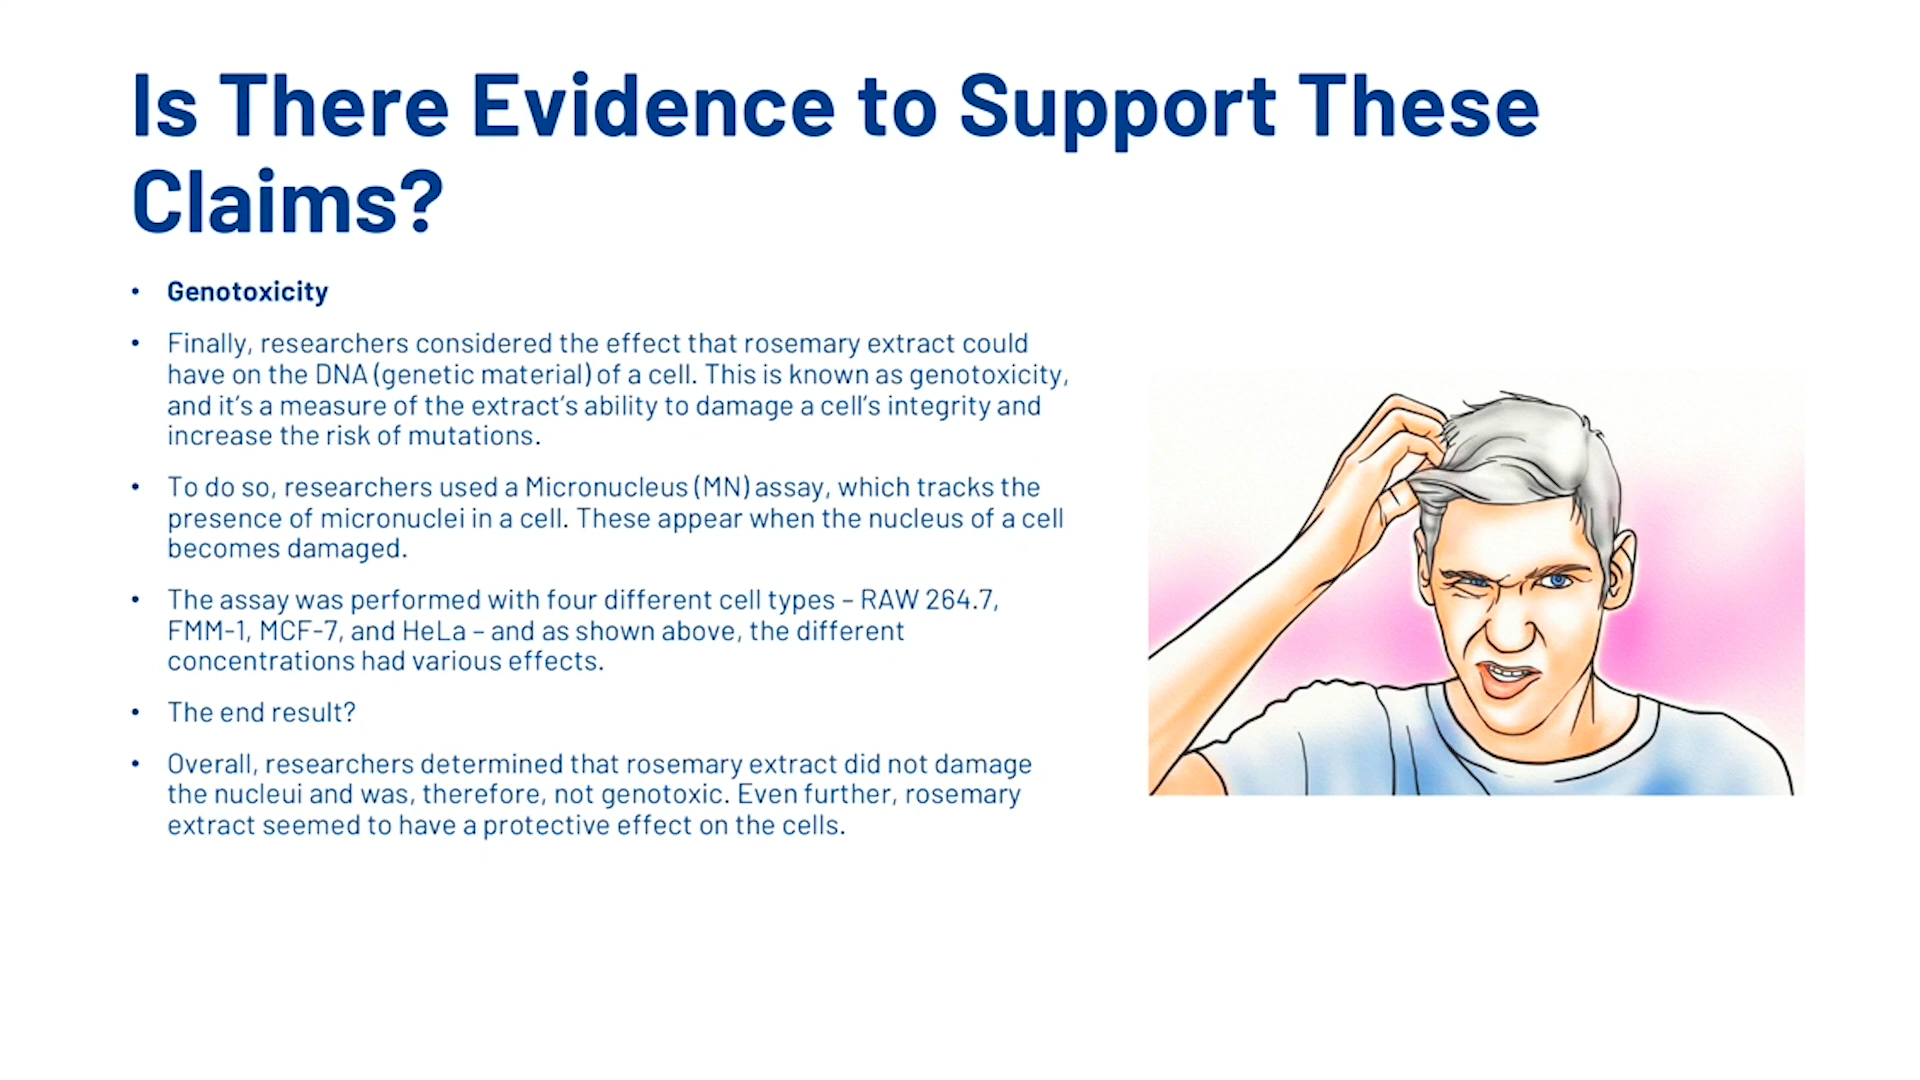 Is There Evidence to Support These
Claims?
• Genotoxicity
• Finally, researchers considered the effect that rosemary extract could
have on the DNA (genetic material) of a cell. This is known as genotoxicity,
and it’s a measure of the extract’s ability to damage a cell’s integrity and
increase the risk of mutations.
• To do so, researchers used a Micronucleus (MN) assay, which tracks the
presence of micronuclei in a cell. These appear when the nucleus of a cell
becomes damaged.
• The assay was performed with four different cell types – RAW 264.7,
FMM-1, MCF-7, and HeLa – and as shown above, the different
concentrations had various effects.
• The end result?
• Overall, researchers determined that rosemary extract did not damage
the nucleui and was, therefore, not genotoxic. Even further, rosemary
extract seemed to have a protective effect on the cells.